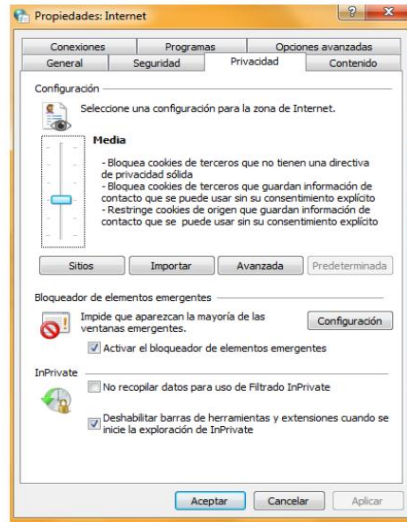 Propiedades: Internet
Conexiones Programas Opciones avanzadas
General Seguridad Privacidad Contenido
Configuración
Seleccione una configuración para la zona de Internet.
Media
- Bloquea cookies de terceros que no tienen una directiva
de privacidad sólida
- Bloquea cookies de terceros que guardan información de
contacto que se puede usar sin su consentimiento explícito
- Restringe cookies de origen que guardan información de
contacto que se puede usar sin su consentimiento explícito
Sitios Importar Avanzada Predeterminada
Bloqueador de elementos emergentes
Impide que aparezcan la mayoría de las
ventanas emergentes.
Configuración
Activar el bloqueador de elementos emergentes
InPrivate
No recopilar datos para uso de Filtrado InPrivate
Deshabilitar barras de herramientas y extensiones cuando se
inicie la exploración de InPrivate
Aceptar Cancelar Aplicar